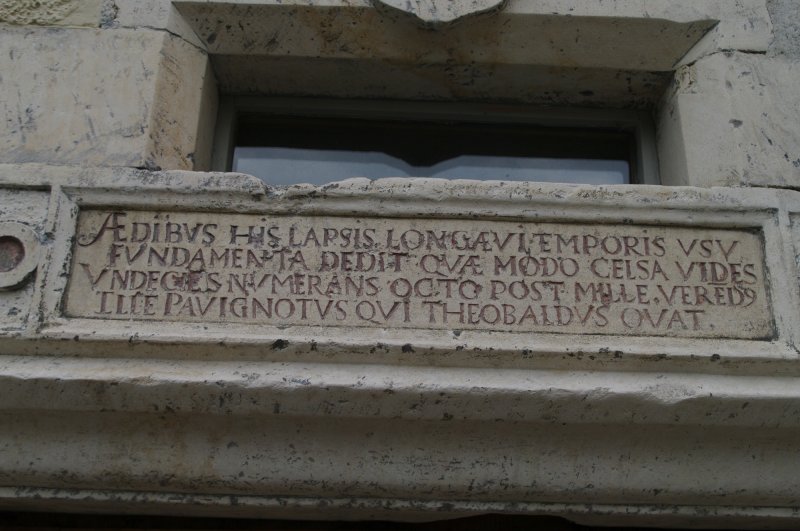 ÆDIBVS HIS LAPSIS LONGÆVI TEMPORIS VSV
FVNDAMENTA DEDIT QVÆ MODO CELSA VIDES
VNDECIES NVMERANS OCTO POST MILLE.VERED9
ILLE PAVIGNOTVS QVI THEOBALDVS OVAT.